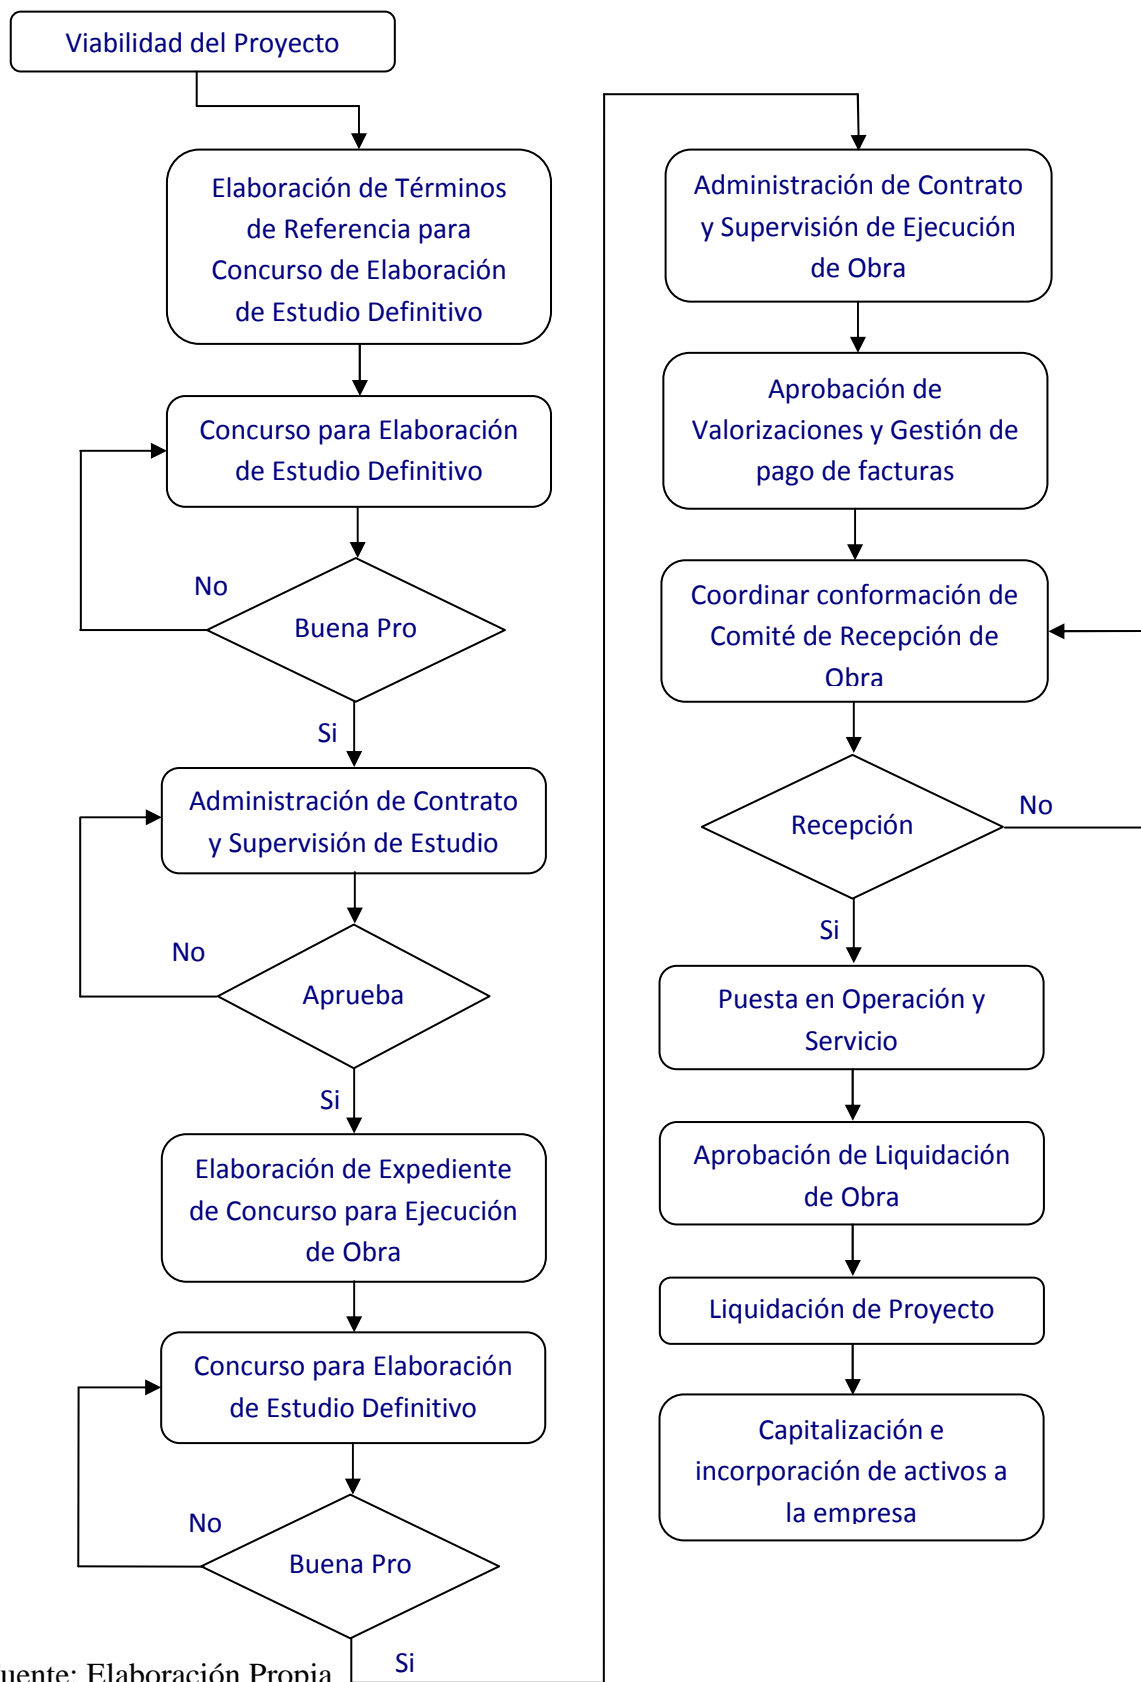 Viabilidad del Proyecto
Elaboración de Términos
de Referencia para
Concurso de Elaboración
de Estudio Definitivo
Concurso para Elaboración
de Estudio Definitivo
No
Buena Pro
Si
Administración de Contrato
y Supervisión de Estudio
No
Aprueba
Si
Elaboración de Expediente
de Concurso para Ejecución
de Obra
Concurso para Elaboración
de Estudio Definitivo
No
Buena Pro
Si
Administración de Contrato
y Supervisión de Ejecución
de Obra
Aprobación de
Valorizaciones y Gestión de
pago de facturas
Coordinar conformación de
Comité de Recepción de
Obra
Recepción
No
Si
Puesta en Operación y
Servicio
Aprobación de Liquidación
de Obra
Liquidación de Proyecto
Capitalización e
incorporación de activos a
la empresa
uente: Elaboración Propia